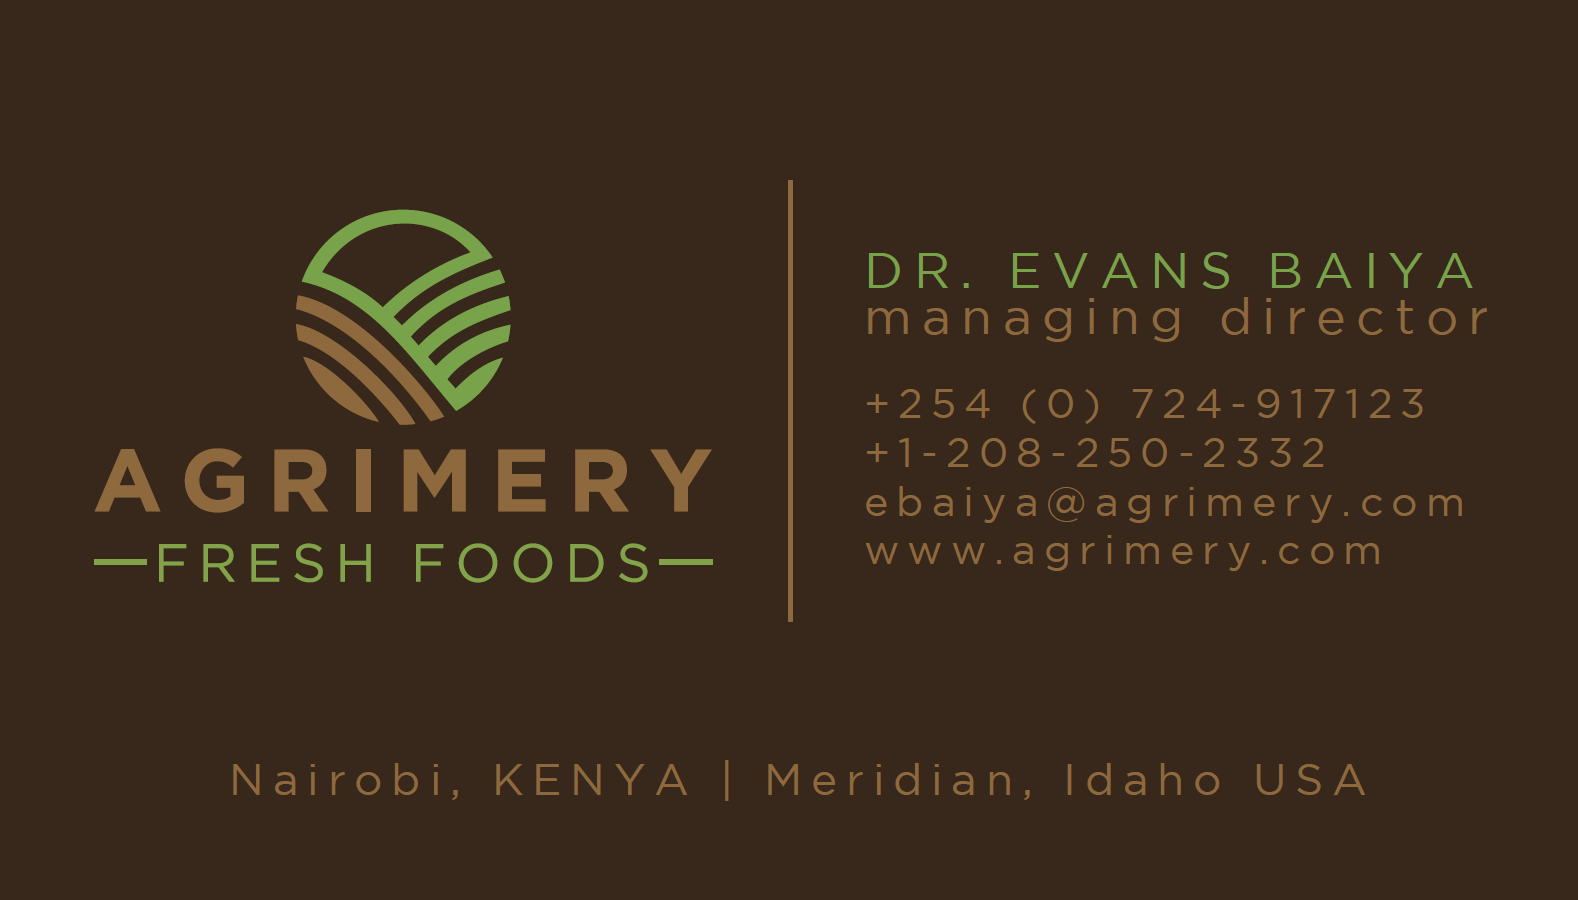 AGRIMERY
FRESH FOODS
DR. EVANS BAIYA
managing director
+254 (0) 724-917123
+1-208-250-2332
ebaiya@agrimery.com
www.agrimery.com
Nairobi, KENYA | Meridian, Idaho USA